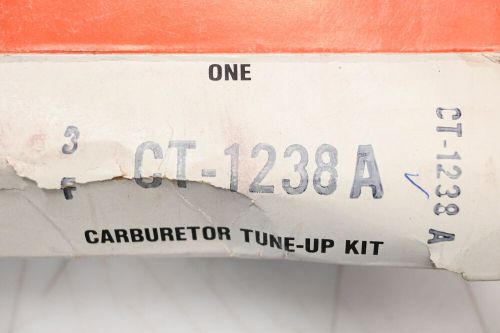 ONE
3
CT-1238 A
CARBURETOR TUNE-UP KIT
CT-1238 A